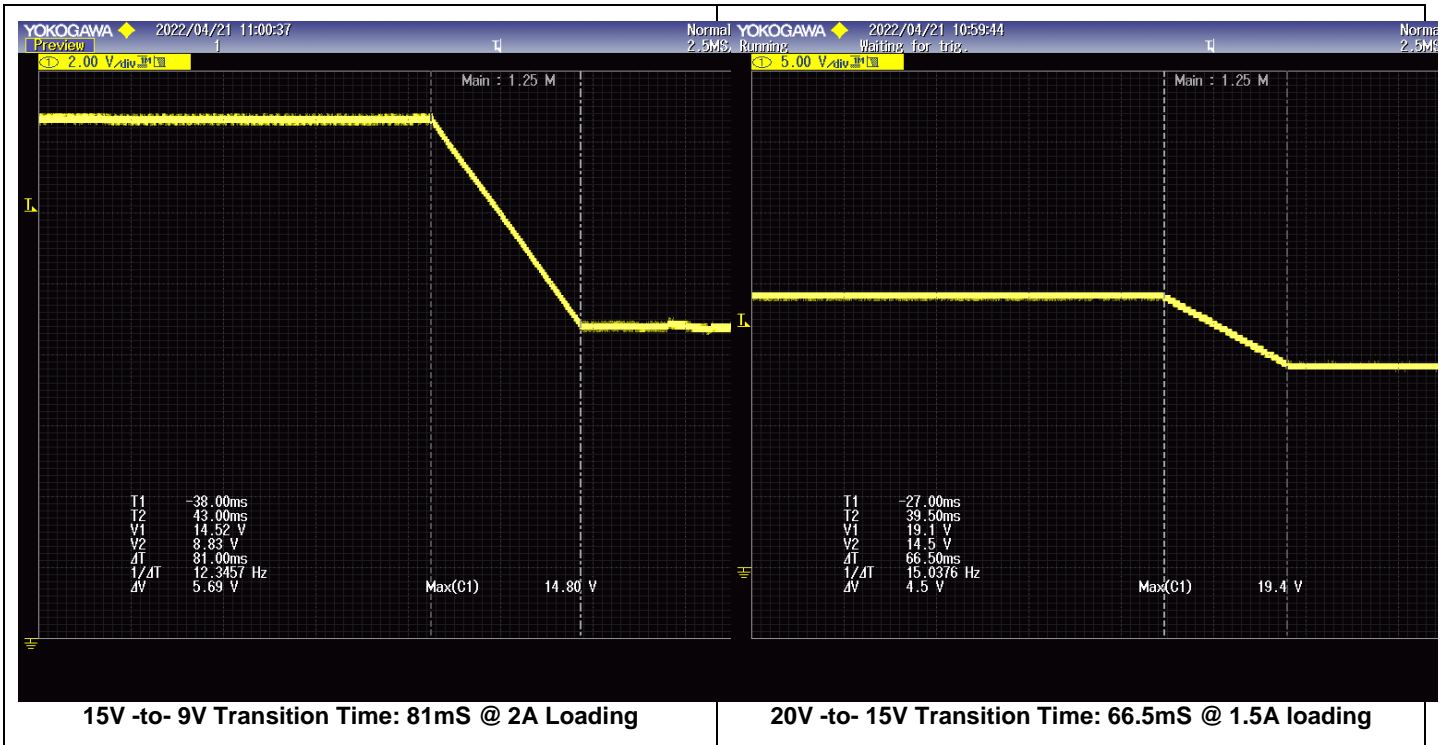 YOKOGAWA 2022/04/21 11:00:37 Normal
Preview 1 2.5MS
1 2.00 V/div
Main : 1.25 M
T1 -38.00ms
T2 43.00ms
V1 14.52 V
V2 8.83 V
ΔT 81.00ms
1/ΔT 12.3457 Hz
ΔV 5.69 V Max(C1) 14.80 V
15V -to- 9V Transition Time: 81mS @ 2A Loading
YOKOGAWA 2022/04/21 10:59:44
Running Waiting for trig.
1 5.00 V/div
Main : 1.25 M
T1 -27.00ms
T2 39.50ms
V1 19.1 V
V2 14.5 V
ΔT 66.50ms
1/ΔT 15.0376 Hz
ΔV 4.5 V Max(C1) 19.4 V
20V -to- 15V Transition Time: 66.5mS @ 1.5A loading